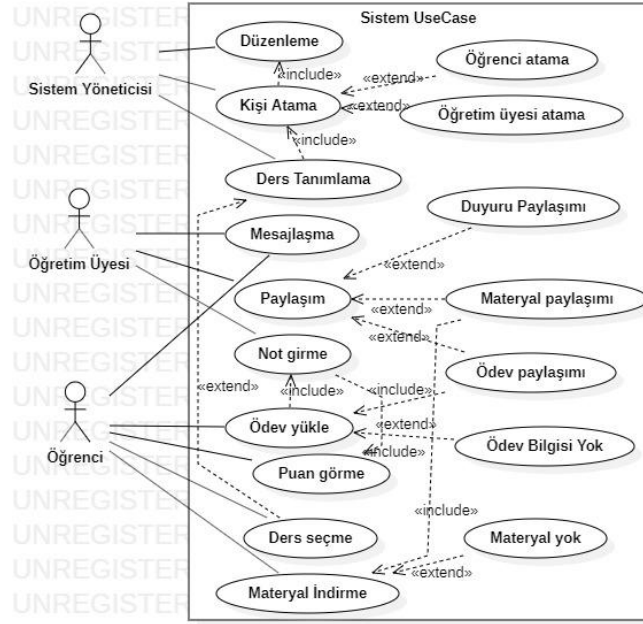 UNREGISTERED
Sistem UseCase
Düzenleme
«include»
«extend»
Öğrenci atama
Sistem Yöneticisi
Kişi Atama
«extend»
Öğretim üyesi atama
«include»
Ders Tanımlama
Duyuru Paylaşımı
Mesajlaşma
Öğretim Üyesi
«extend»
Paylaşım
Materyal paylaşımı
«extend»
«extend»
Not girme
Ödev paylaşımı
«extend»
«include»
«include»
Ödev yükle
«extend»
Ödev Bilgisi Yok
Öğrenci
«include»
Puan görme
«include»
Ders seçme
Materyal yok
«extend»
Materyal İndirme